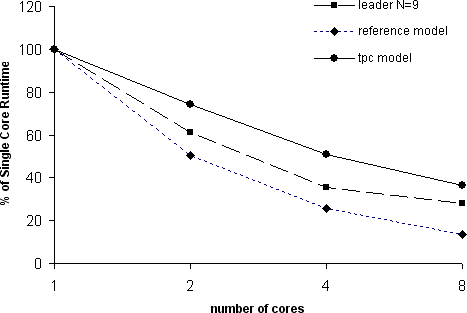 120
100
80
60
40
20
0
% of Single Core Runtime
1
2
4
8
number of cores
leader N=9
reference model
tpc model